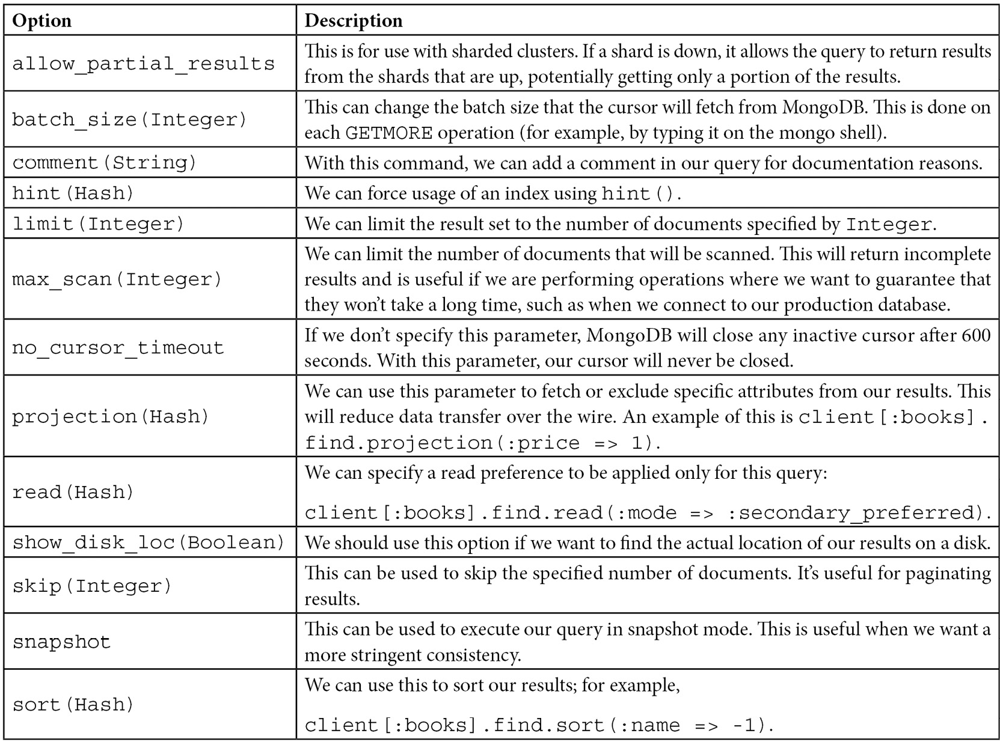 Option
Description
allow_partial_results
This is for use with sharded clusters. If a shard is down, it allows the query to return results
from the shards that are up, potentially getting only a portion of the results.
batch_size(Integer)
This can change the batch size that the cursor will fetch from MongoDB. This is done on
each GETMORE operation (for example, by typing it on the mongo shell).
comment(String)
With this command, we can add a comment in our query for documentation reasons.
hint(Hash)
We can force usage of an index using hint().
limit(Integer)
We can limit the result set to the number of documents specified by Integer.
max_scan(Integer)
We can limit the number of documents that will be scanned. This will return incomplete
results and is useful if we are performing operations where we want to guarantee that
they won't take a long time, such as when we connect to our production database.
no_cursor_timeout
If we don't specify this parameter, MongoDB will close any inactive cursor after 600
seconds. With this parameter, our cursor will never be closed.
projection(Hash)
We can use this parameter to fetch or exclude specific attributes from our results. This
will reduce data transfer over the wire. An example of this is client[:books].
find.projection(:price => 1).
read(Hash)
We can specify a read preference to be applied only for this query:
client[:books].find.read(:mode => :secondary_preferred).
show_disk_loc(Boolean)
We should use this option if we want to find the actual location of our results on a disk.
skip(Integer)
This can be used to skip the specified number of documents. It's useful for paginating
results.
snapshot
This can be used to execute our query in snapshot mode. This is useful when we want a
more stringent consistency.
sort(Hash)
We can use this to sort our results; for example,
client[:books].find.sort(:name => -1).